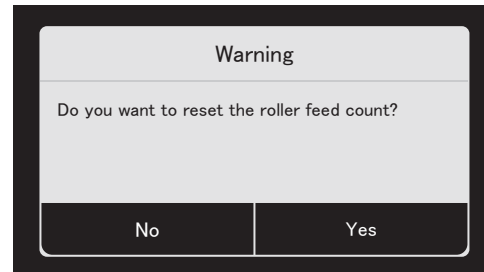 Warning
Do you want to reset the roller feed count?
No
Yes